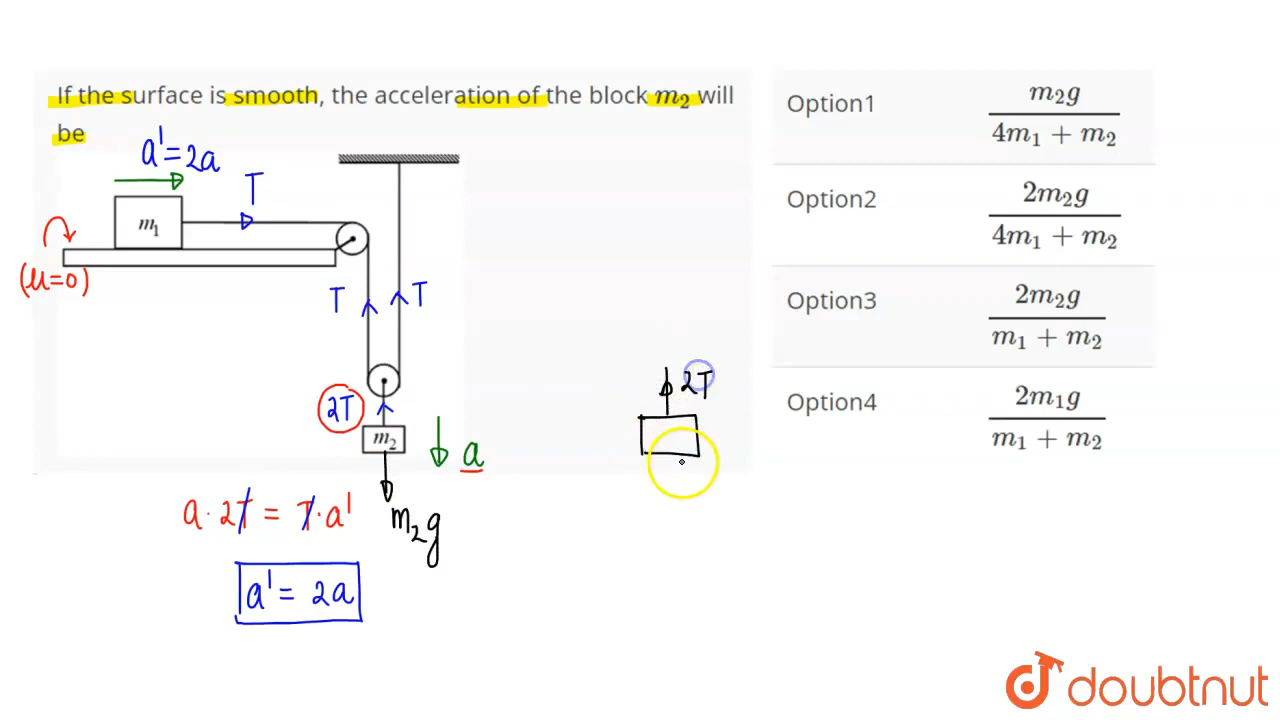 If the surface is smooth, the acceleration of the block m₂ will
be
a' = 2a
T
m₁
(μ=0)
T
T
2T
m₂
a
m₂g
a · 2T = T · a'
a' = 2a
2T
Option1 m₂g / 4m₁ + m₂
Option2 2m₂g / 4m₁ + m₂
Option3 2m₂g / m₁ + m₂
Option4 2m₁g / m₁ + m₂
doubtnut